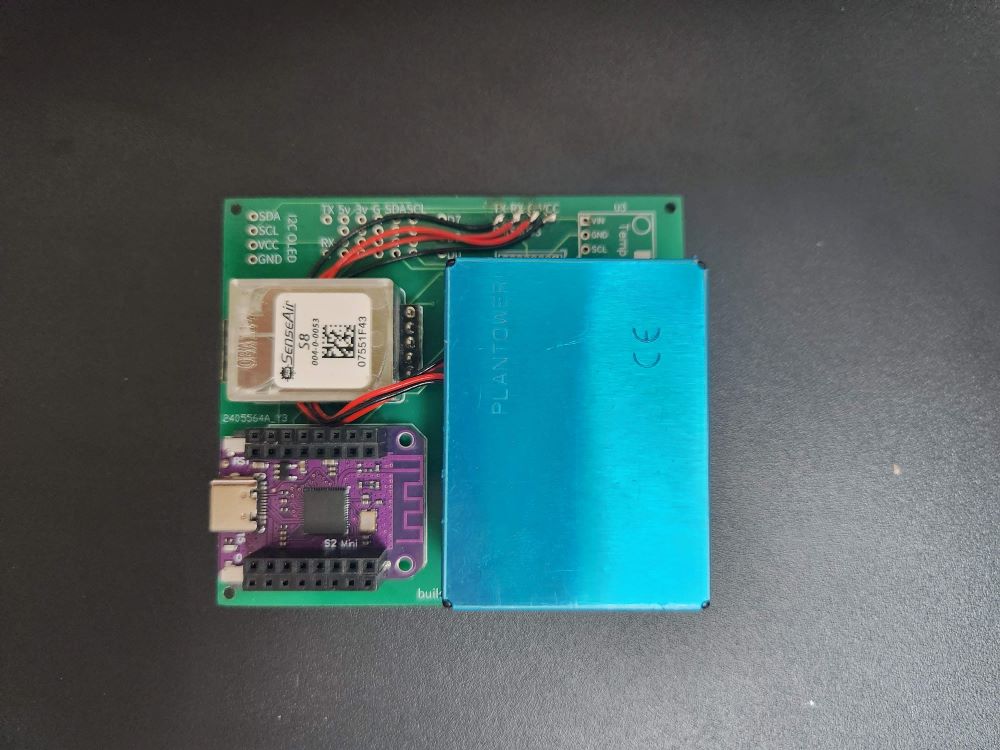 SDA
SCL
VCC
GND
I2C OLED
TX 5v 3v G SDA SCL
RX
D7
TX RX G VCC
U3
VIN
GND
SCL
Temp
SenseAir
S8
004-0-0053
07551F43
PLANTOWER
CE
S2 Mini